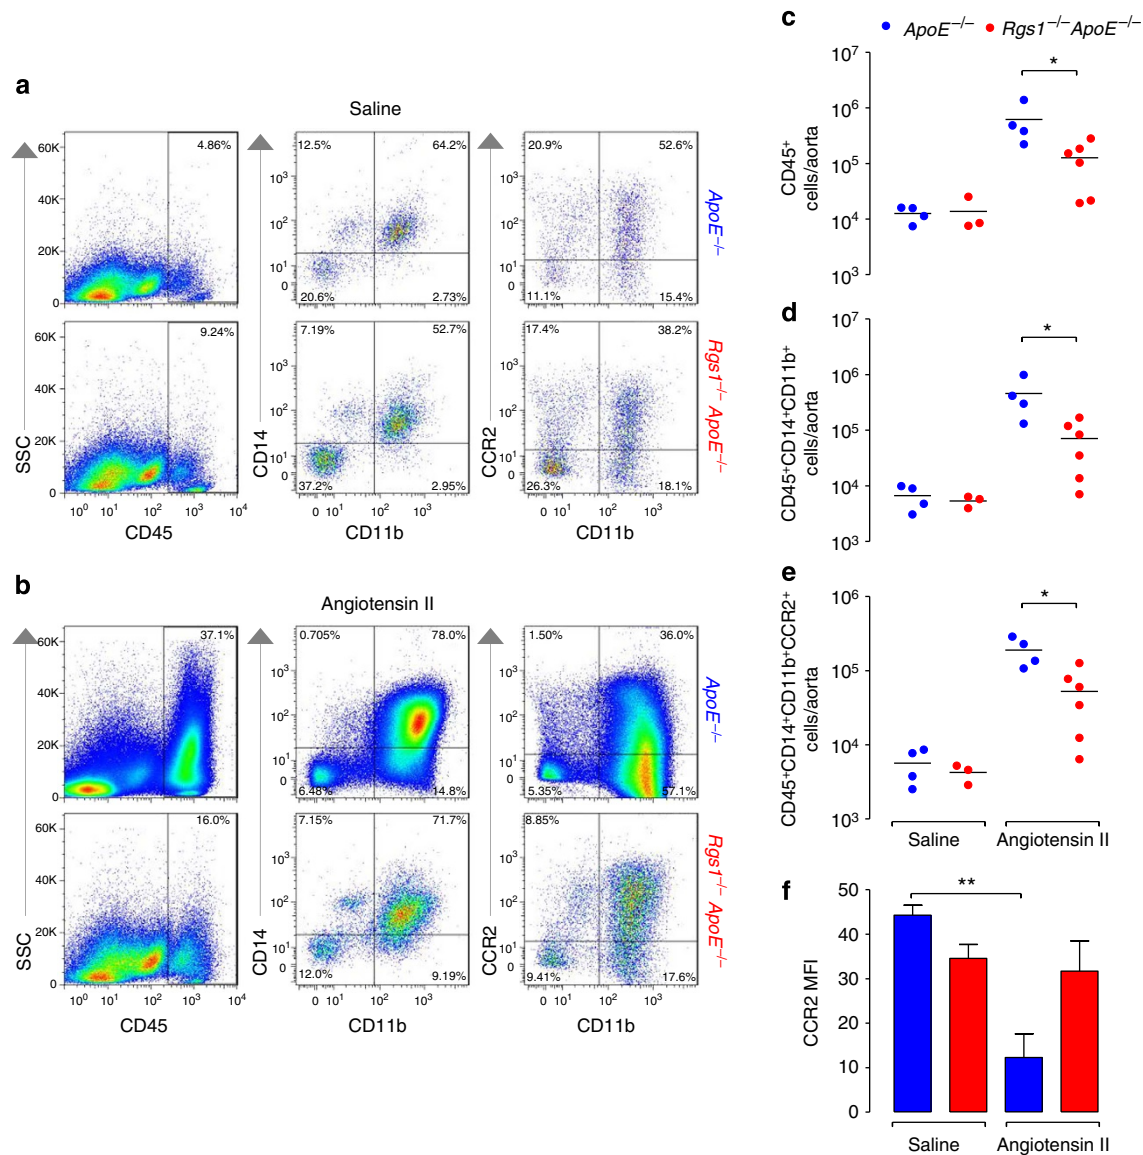 a
Saline
SSC
60K
40K
20K
0
4.86%
CD14
10³
10²
10¹
0
12.5%
64.2%
20.6%
2.73%
CCR2
10³
10²
10¹
0
20.9%
52.6%
11.1%
15.4%
ApoE−/−
60K
40K
20K
0
9.24%
10³
10²
10¹
0
7.19%
52.7%
37.2%
2.95%
10³
10²
10¹
0
17.4%
38.2%
26.3%
18.1%
Rgs1−/− ApoE−/−
10⁰ 10¹ 10² 10³ 10⁴
0 10¹ 10² 10³
0 10¹ 10² 10³
CD45
CD11b
CD11b
b
Angiotensin II
SSC
60K
40K
20K
0
37.1%
CD14
10³
10²
10¹
0
0.705%
78.0%
6.48%
14.8%
CCR2
10³
10²
10¹
0
1.50%
36.0%
5.35%
57.1%
ApoE−/−
60K
40K
20K
0
16.0%
10³
10²
10¹
0
7.15%
71.7%
12.0%
9.19%
10³
10²
10¹
0
8.85%
9.41%
17.6%
Rgs1−/− ApoE−/−
10⁰ 10¹ 10² 10³ 10⁴
0 10¹ 10² 10³
0 10¹ 10² 10³
CD45
CD11b
CD11b
c
ApoE−/− Rgs1−/−ApoE−/−
CD45⁺
cells/aorta
10⁷
10⁶
10⁵
10⁴
10³
*
d
CD45⁺CD14⁺CD11b⁺
cells/aorta
10⁷
10⁶
10⁵
10⁴
10³
*
e
CD45⁺CD14⁺CD11b⁺CCR2⁺
cells/aorta
10⁶
10⁵
10⁴
10³
*
Saline
Angiotensin II
f
CCR2 MFI
50
40
30
20
10
0
**
Saline
Angiotensin II